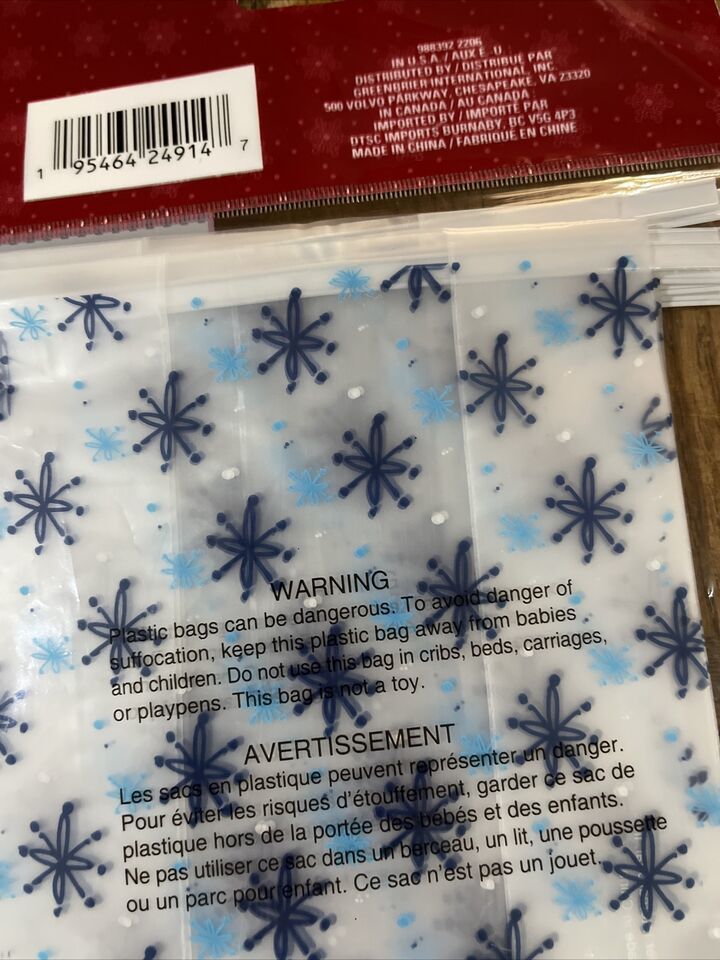 988392 2206
IN U.S.A. / AUX E.-U.
DISTRIBUTED BY / DISTRIBUÉ PAR
GREENBRIER INTERNATIONAL, INC.
500 VOLVO PARKWAY, CHESAPEAKE, VA 23320
IN CANADA / AU CANADA
IMPORTED BY / IMPORTÉ PAR
DTSC IMPORTS BURNABY, BC V5G 4P3
MADE IN CHINA / FABRIQUÉ EN CHINE
1 95464 24914 7
WARNING
Plastic bags can be dangerous. To avoid danger of
suffocation, keep this plastic bag away from babies
and children. Do not use this bag in cribs, beds, carriages,
or playpens. This bag is not a toy.
AVERTISSEMENT
Les sacs en plastique peuvent représenter un danger.
Pour éviter les risques d'étouffement, garder ce sac de
plastique hors de la portée des bébés et des enfants.
Ne pas utiliser ce sac dans un berceau, un lit, une poussette
ou un parc pour enfant. Ce sac n'est pas un jouet.